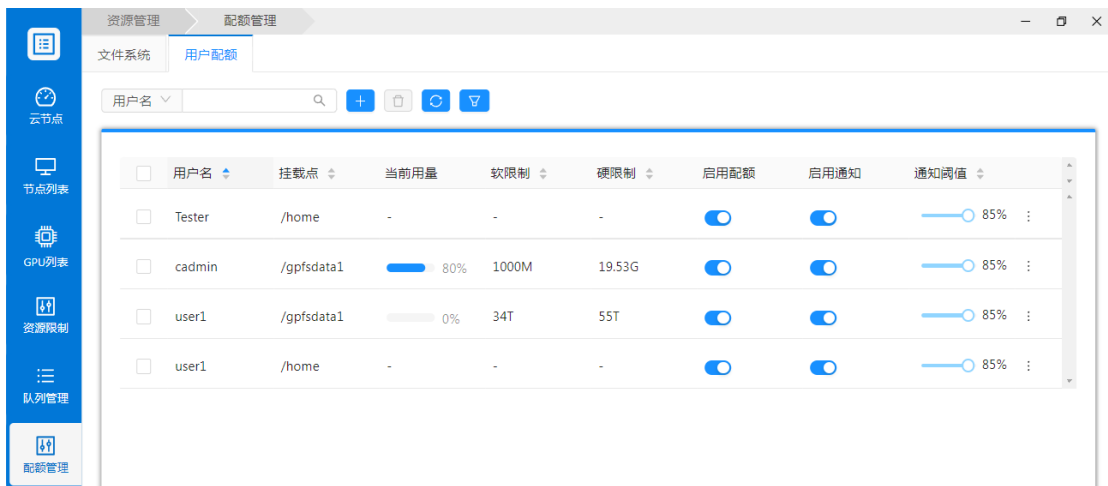 资源管理 配额管理
文件系统 用户配额
用户名
云节点
节点列表
GPU列表
资源限制
队列管理
配额管理
用户名 挂载点 当前用量 软限制 硬限制 启用配额 启用通知 通知阈值
Tester /home - - - 85%
cadmin /gpfsdata1 80% 1000M 19.53G 85%
user1 /gpfsdata1 0% 34T 55T 85%
user1 /home - - - 85%